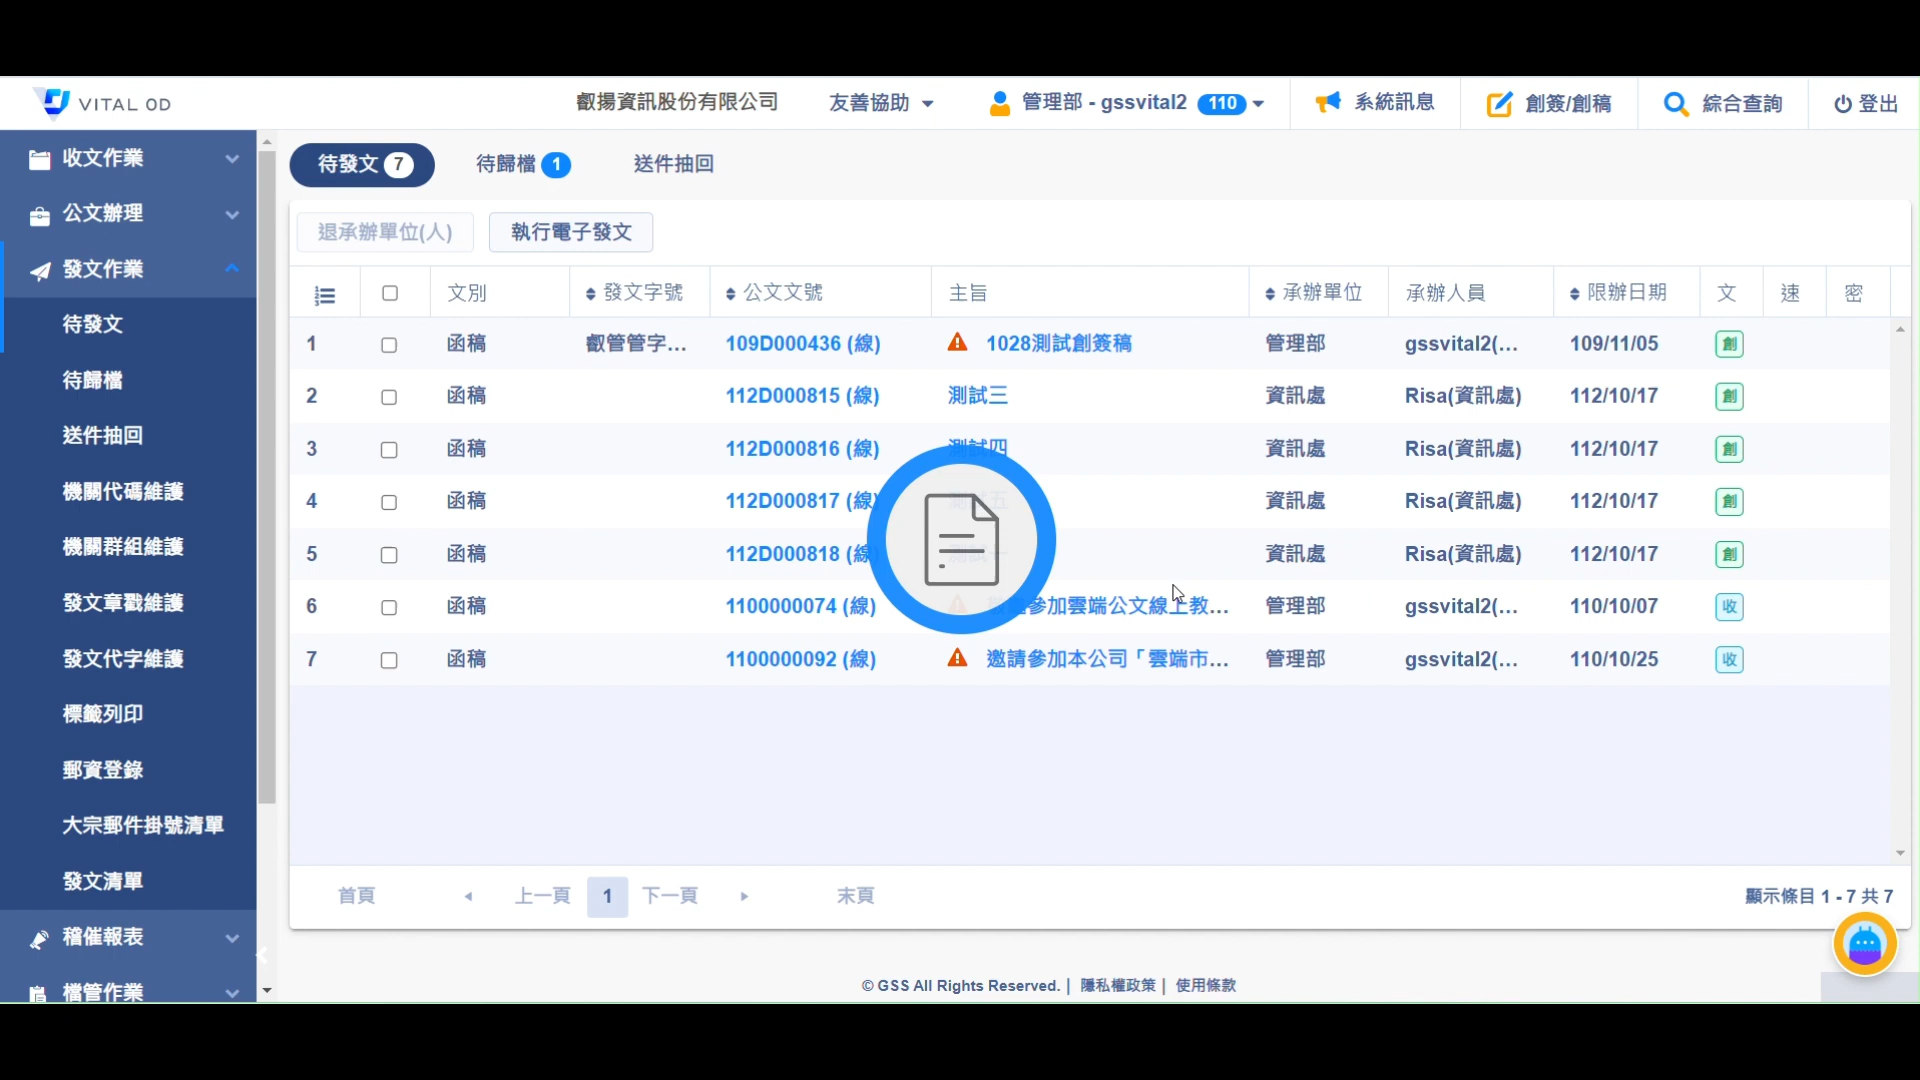 VITAL OD
叡揚資訊股份有限公司
友善協助
管理部 - gssvital2 110
系統訊息
創簽/創稿
綜合查詢
登出
收文作業
公文辦理
發文作業
待發文
待歸檔
送件抽回
機關代碼維護
機關群組維護
發文章戳維護
發文代字維護
標籤列印
郵資登錄
大宗郵件掛號清單
發文清單
稽催報表
檔管作業
待發文 7
待歸檔 1
送件抽回
退承辦單位(人)
執行電子發文
文別 發文字號 公文文號 主旨 承辦單位 承辦人員 限辦日期 文 速 密
1 函稿 叡管管字... 109D000436 (線) 1028測試創簽稿 管理部 gssvital2(... 109/11/05 創
2 函稿 112D000815 (線) 測試三 資訊處 Risa(資訊處) 112/10/17 創
3 函稿 112D000816 (線) 測試四 資訊處 Risa(資訊處) 112/10/17 創
4 函稿 112D000817 (線) 資訊處 Risa(資訊處) 112/10/17 創
5 函稿 112D000818 (線) 資訊處 Risa(資訊處) 112/10/17 創
6 函稿 1100000074 (線) 參加雲端公文線上教... 管理部 gssvital2(... 110/10/07 收
7 函稿 1100000092 (線) 邀請參加本公司「雲端市... 管理部 gssvital2(... 110/10/25 收
首頁 上一頁 1 下一頁 末頁
顯示條目 1 - 7 共 7
© GSS All Rights Reserved. | 隱私權政策 | 使用條款